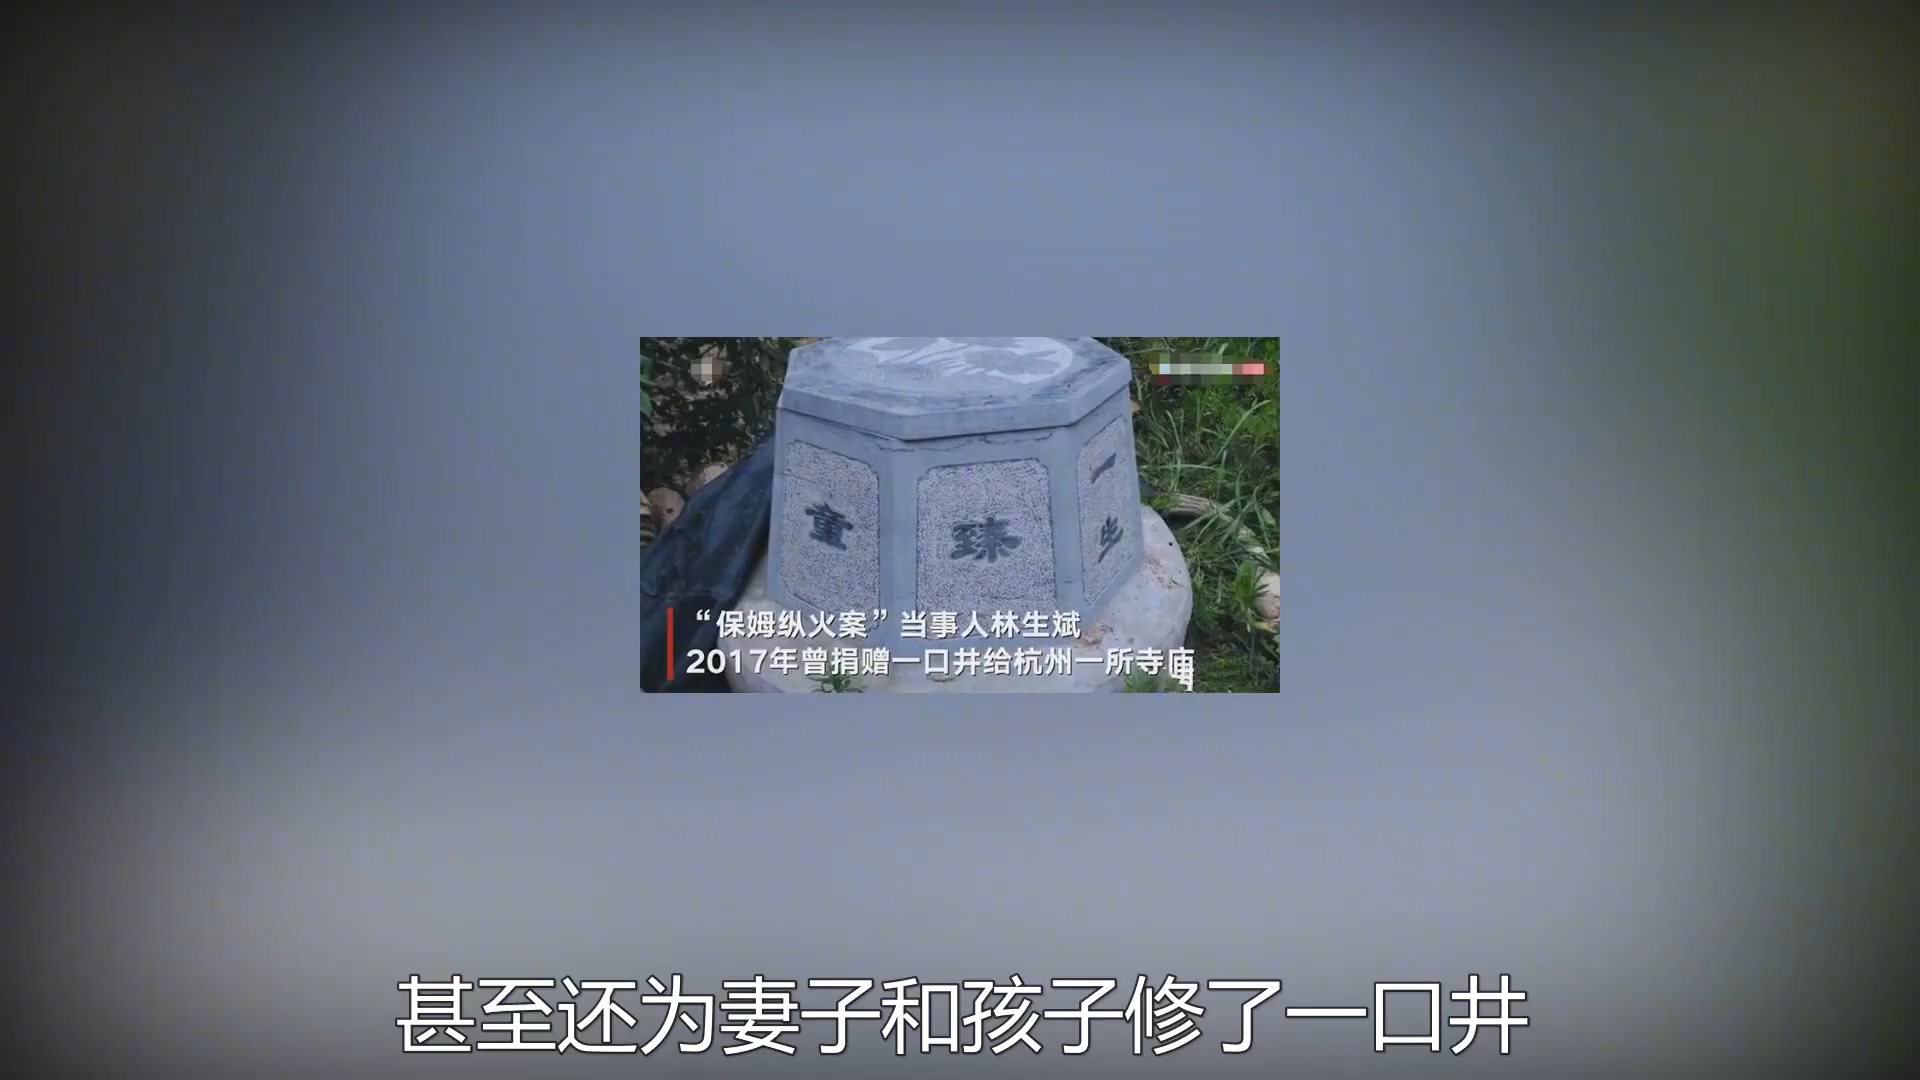 童
臻
一
生
“保姆纵火案”当事人林生斌
2017年曾捐赠一口井给杭州一所寺庙
甚至还为妻子和孩子修了一口井